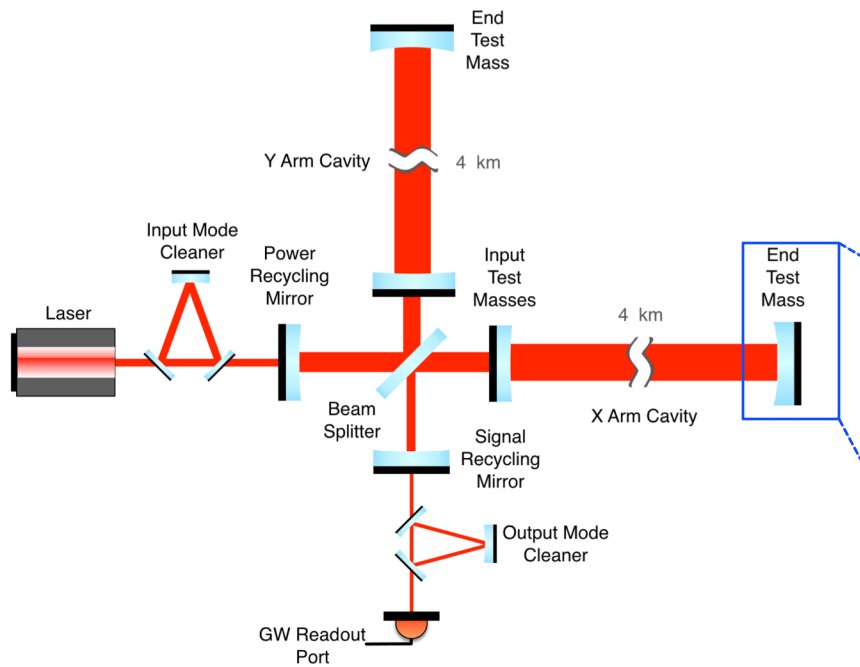 End
Test
Mass
Y Arm Cavity
4 km
Input Mode
Cleaner
Power
Recycling
Mirror
Input
Test
Masses
End
Test
Mass
Laser
4 km
Beam
Splitter
X Arm Cavity
Signal
Recycling
Mirror
Output Mode
Cleaner
GW Readout
Port